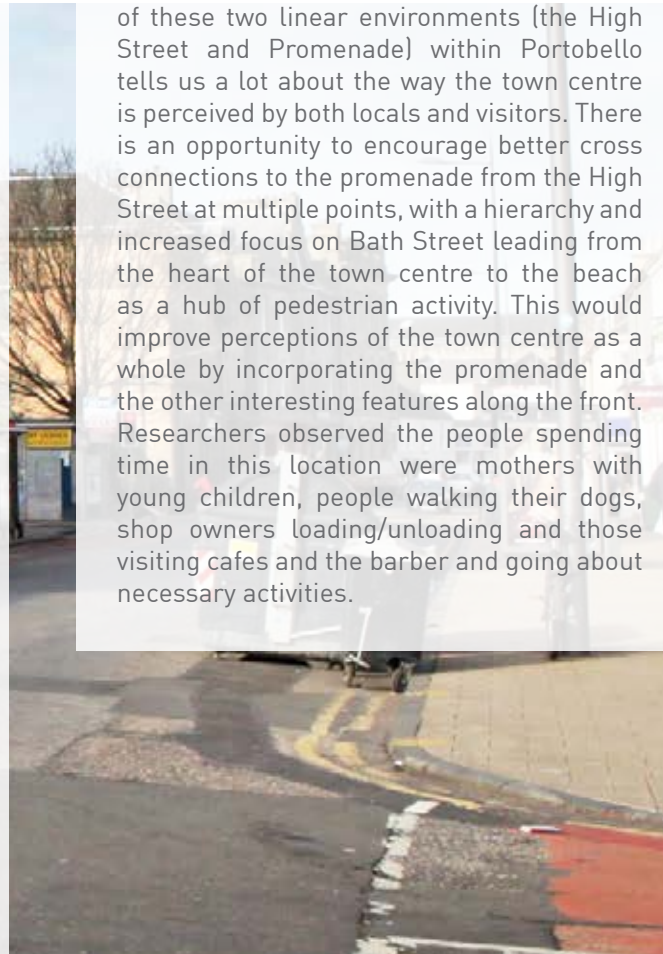 of these two linear environments (the High
Street and Promenade) within Portobello
tells us a lot about the way the town centre
is perceived by both locals and visitors. There
is an opportunity to encourage better cross
connections to the promenade from the High
Street at multiple points, with a hierarchy and
increased focus on Bath Street leading from
the heart of the town centre to the beach
as a hub of pedestrian activity. This would
improve perceptions of the town centre as a
whole by incorporating the promenade and
the other interesting features along the front.
Researchers observed the people spending
time in this location were mothers with
young children, people walking their dogs,
shop owners loading/unloading and those
visiting cafes and the barber and going about
necessary activities.